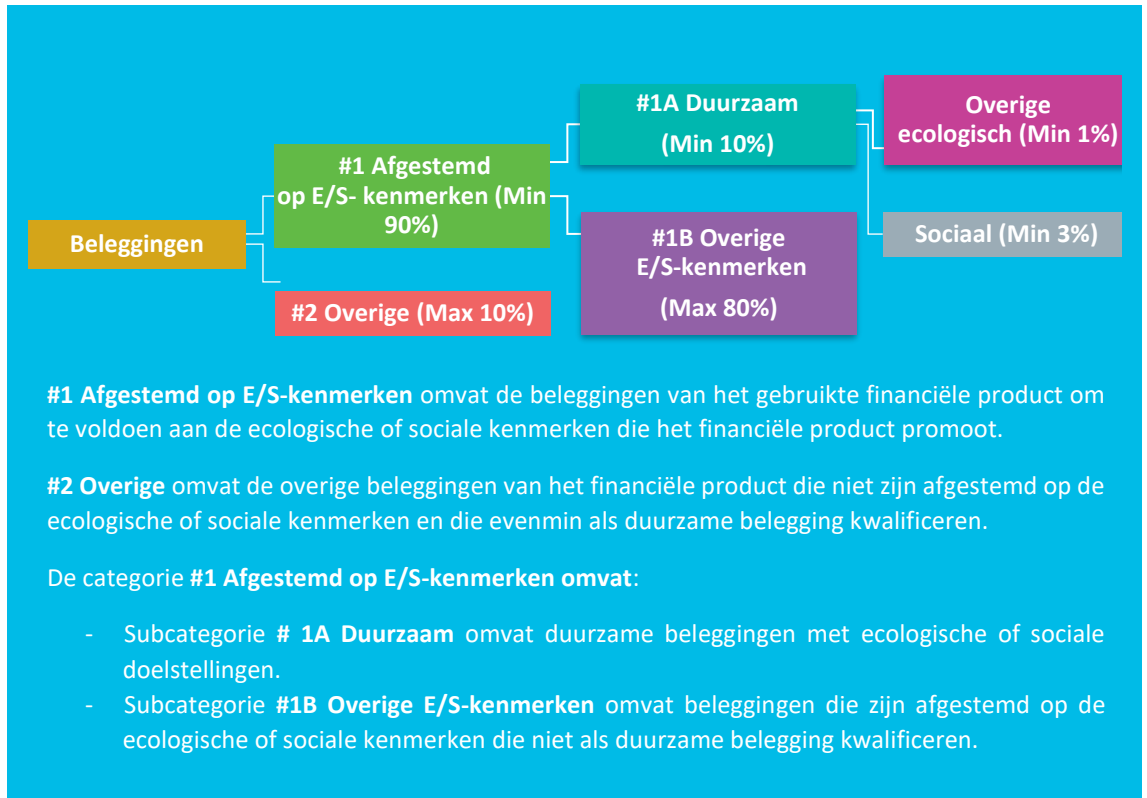 Beleggingen
#1 Afgestemd
op E/S- kenmerken (Min
90%)
#2 Overige (Max 10%)
#1A Duurzaam
(Min 10%)
#1B Overige
E/S-kenmerken
(Max 80%)
Overige
ecologisch (Min 1%)
Sociaal (Min 3%)
#1 Afgestemd op E/S-kenmerken omvat de beleggingen van het gebruikte financiële product om
te voldoen aan de ecologische of sociale kenmerken die het financiële product promoot.
#2 Overige omvat de overige beleggingen van het financiële product die niet zijn afgestemd op de
ecologische of sociale kenmerken en die evenmin als duurzame belegging kwalificeren.
De categorie #1 Afgestemd op E/S-kenmerken omvat:
- Subcategorie # 1A Duurzaam omvat duurzame beleggingen met ecologische of sociale
doelstellingen.
- Subcategorie #1B Overige E/S-kenmerken omvat beleggingen die zijn afgestemd op de
ecologische of sociale kenmerken die niet als duurzame belegging kwalificeren.